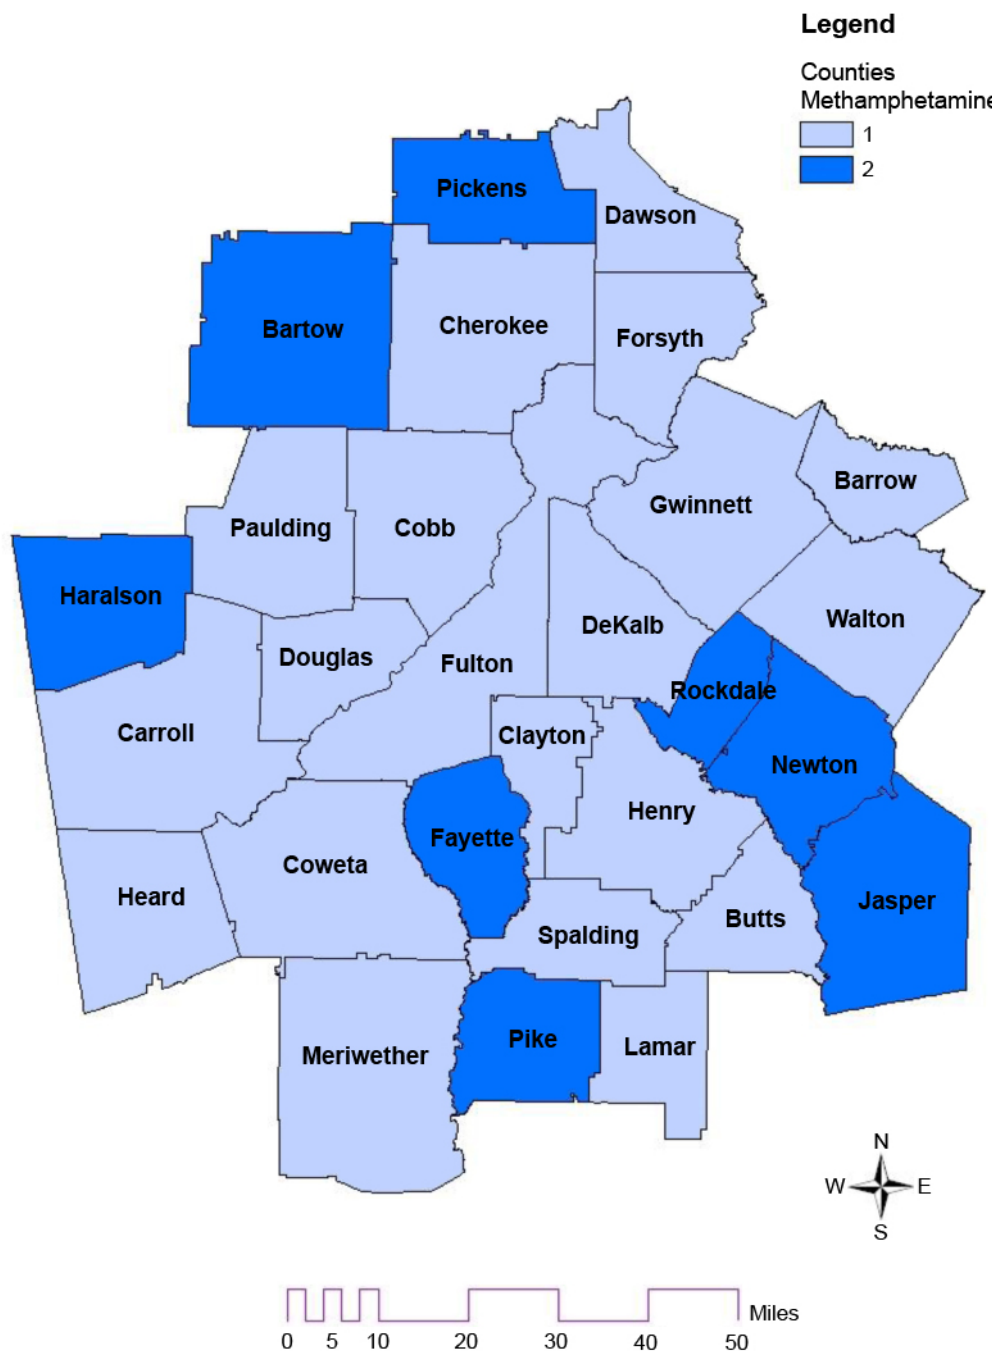 Legend
Counties
Methamphetamine
1
2
Pickens
Dawson
Bartow
Cherokee
Forsyth
Barrow
Gwinnett
Paulding
Cobb
Haralson
Walton
DeKalb
Douglas
Fulton
Rockdale
Carroll
Clayton
Newton
Henry
Fayette
Coweta
Heard
Jasper
Butts
Spalding
Pike
Lamar
Meriwether
N
W E
S
Miles
0 5 10 20 30 40 50